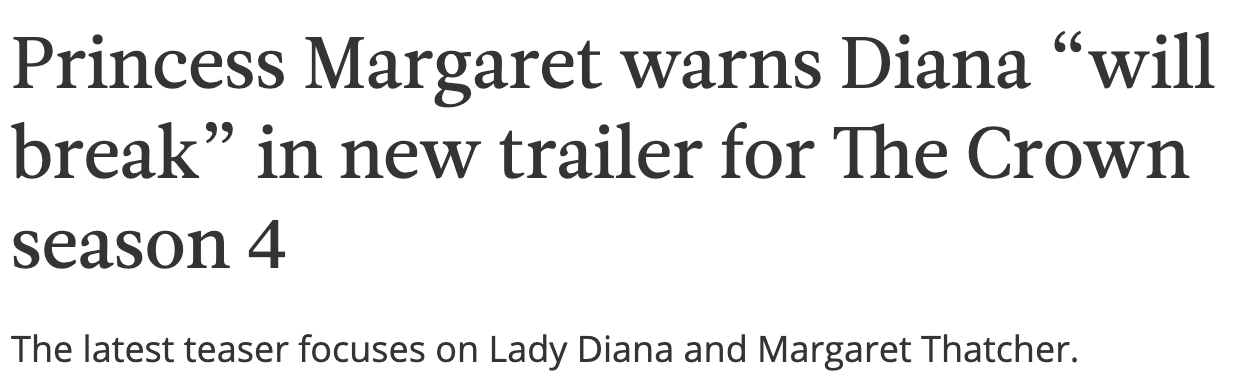 Princess Margaret warns Diana “will
break” in new trailer for The Crown
season 4
The latest teaser focuses on Lady Diana and Margaret Thatcher.